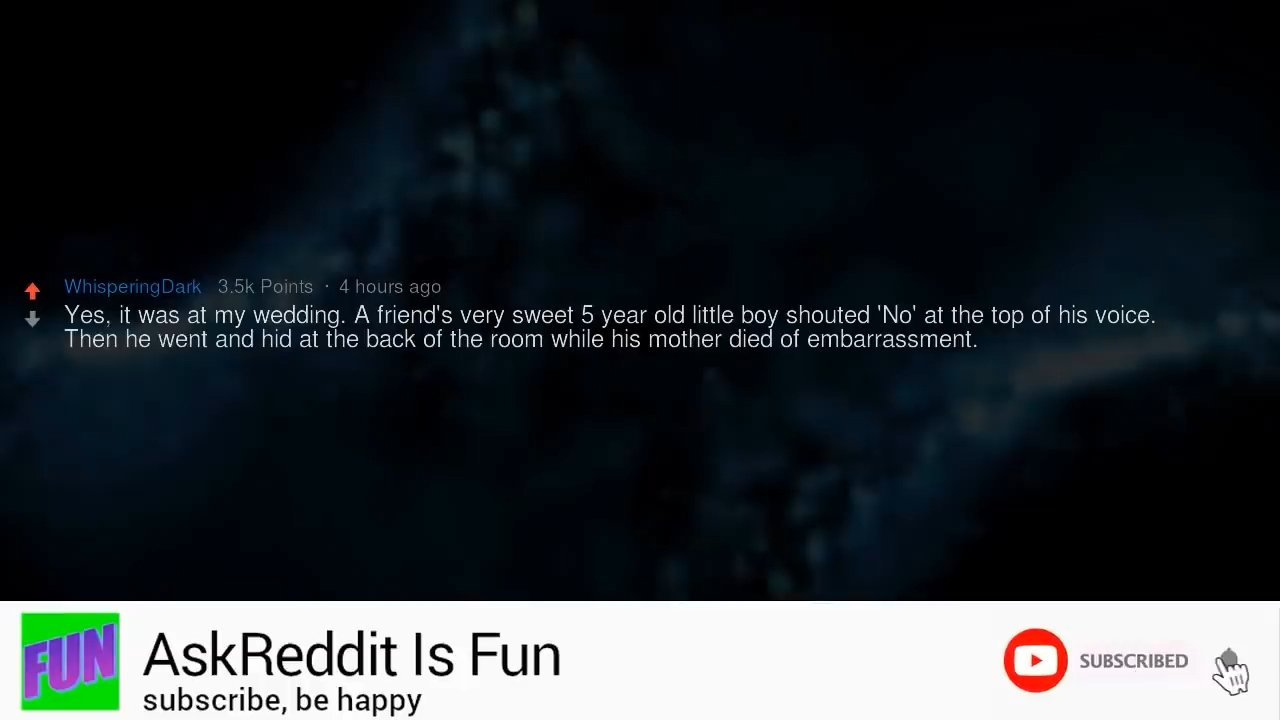 WhisperingDark 3.5k Points · 4 hours ago
Yes, it was at my wedding. A friend's very sweet 5 year old little boy shouted 'No' at the top of his voice.
Then he went and hid at the back of the room while his mother died of embarrassment.
FUN
AskReddit Is Fun
subscribe, be happy
SUBSCRIBED